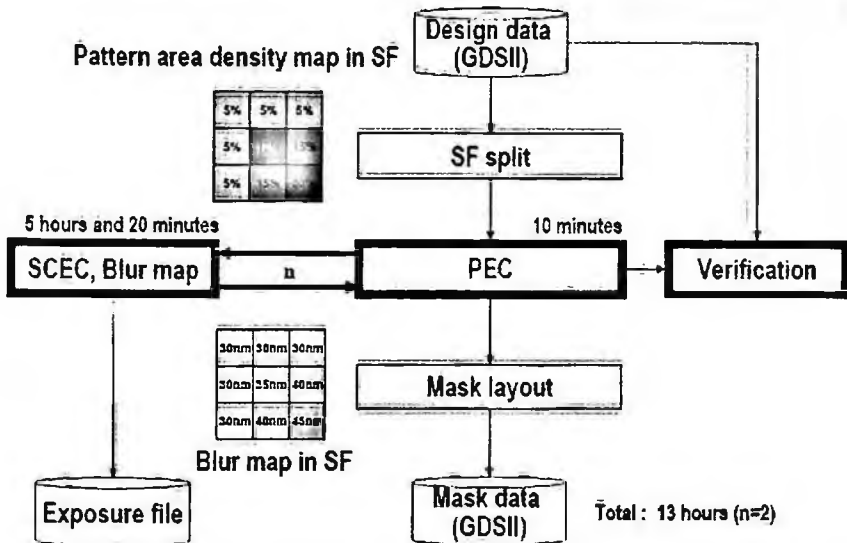 Design data
(GDSII)
Pattern area density map in SF
5% 5% 5%
5%
5%
SF split
5 hours and 20 minutes
10 minutes
SCEC, Blur map
n
PEC
Verification
30nm 30nm 30nm
30nm 35nm 40nm
30nm 40nm 45nm
Mask layout
Blur map in SF
Exposure file
Mask data
(GDSII)
Total : 13 hours (n=2)